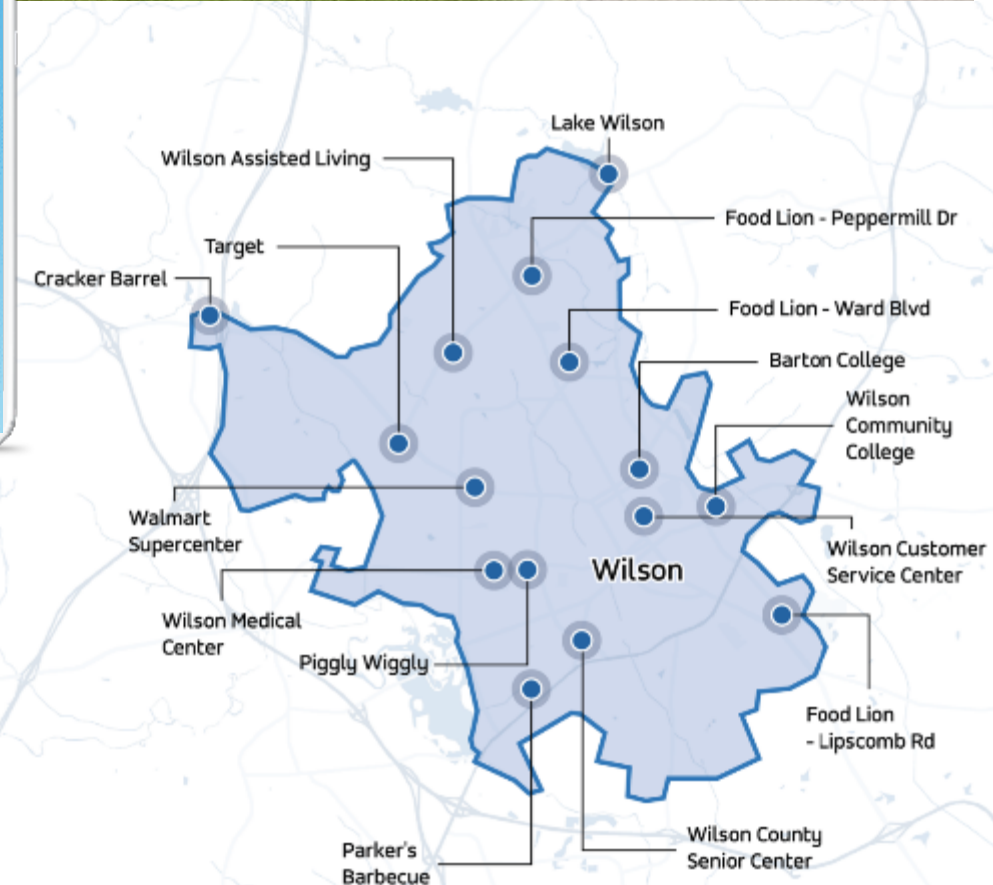 Lake Wilson
Wilson Assisted Living
Food Lion - Peppermill Dr
Target
Cracker Barrel
Food Lion - Ward Blvd
Barton College
Wilson
Community
College
Walmart
Supercenter
Wilson Customer
Service Center
Wilson
Wilson Medical
Center
Piggly Wiggly
Food Lion
- Lipscomb Rd
Wilson County
Senior Center
Parker's
Barbecue